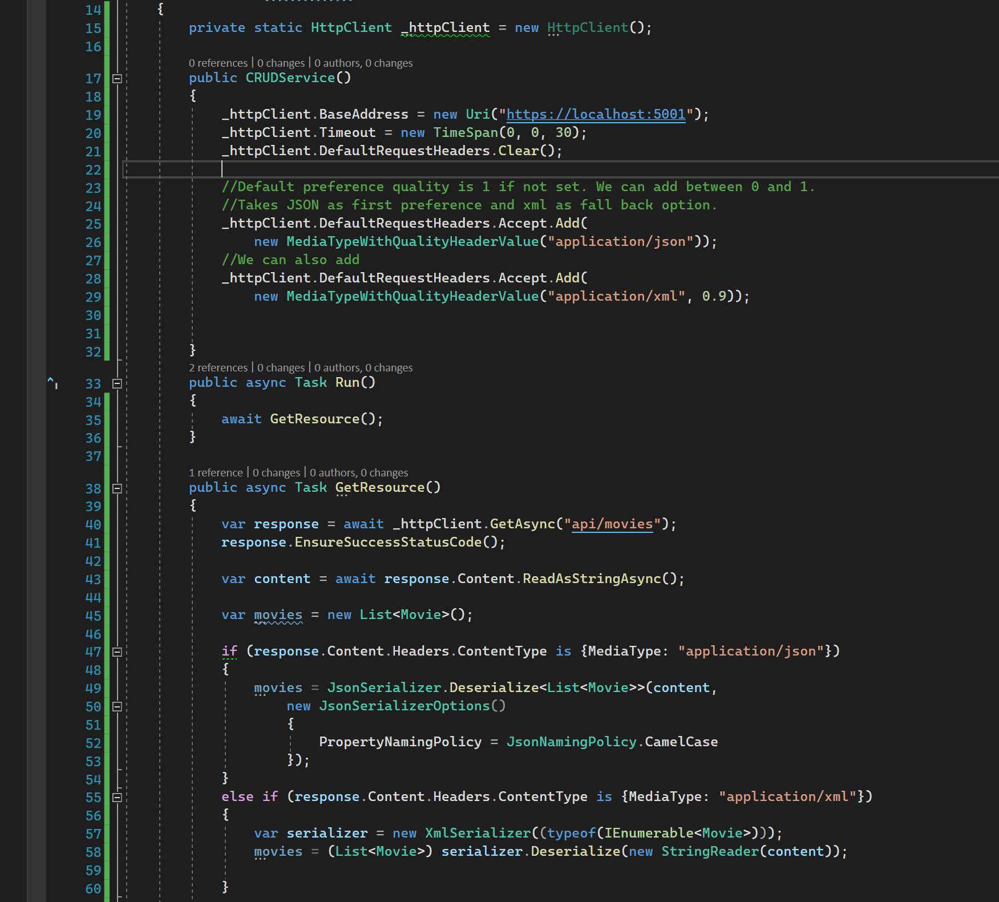 14 {
15 private static HttpClient _httpClient = new HttpClient();
16
0 references | 0 changes | 0 authors, 0 changes
17 public CRUDService()
18 {
19 _httpClient.BaseAddress = new Uri("https://localhost:5001");
20 _httpClient.Timeout = new TimeSpan(0, 0, 30);
21 _httpClient.DefaultRequestHeaders.Clear();
22
23 //Default preference quality is 1 if not set. We can add between 0 and 1.
24 //Takes JSON as first preference and xml as fall back option.
25 _httpClient.DefaultRequestHeaders.Accept.Add(
26 new MediaTypeWithQualityHeaderValue("application/json"));
27 //We can also add
28 _httpClient.DefaultRequestHeaders.Accept.Add(
29 new MediaTypeWithQualityHeaderValue("application/xml", 0.9));
30
31
32 }
2 references | 0 changes | 0 authors, 0 changes
33 public async Task Run()
34 {
35 await GetResource();
36 }
37
1 reference | 0 changes | 0 authors, 0 changes
38 public async Task GetResource()
39 {
40 var response = await _httpClient.GetAsync("api/movies");
41 response.EnsureSuccessStatusCode();
42
43 var content = await response.Content.ReadAsStringAsync();
44
45 var movies = new List<Movie>();
46
47 if (response.Content.Headers.ContentType is {MediaType: "application/json"})
48 {
49 movies = JsonSerializer.Deserialize<List<Movie>>(content,
50 new JsonSerializerOptions()
51 {
52 PropertyNamingPolicy = JsonNamingPolicy.CamelCase
53 });
54 }
55 else if (response.Content.Headers.ContentType is {MediaType: "application/xml"})
56 {
57 var serializer = new XmlSerializer((typeof(IEnumerable<Movie>)));
58 movies = (List<Movie>) serializer.Deserialize(new StringReader(content));
59
60 }